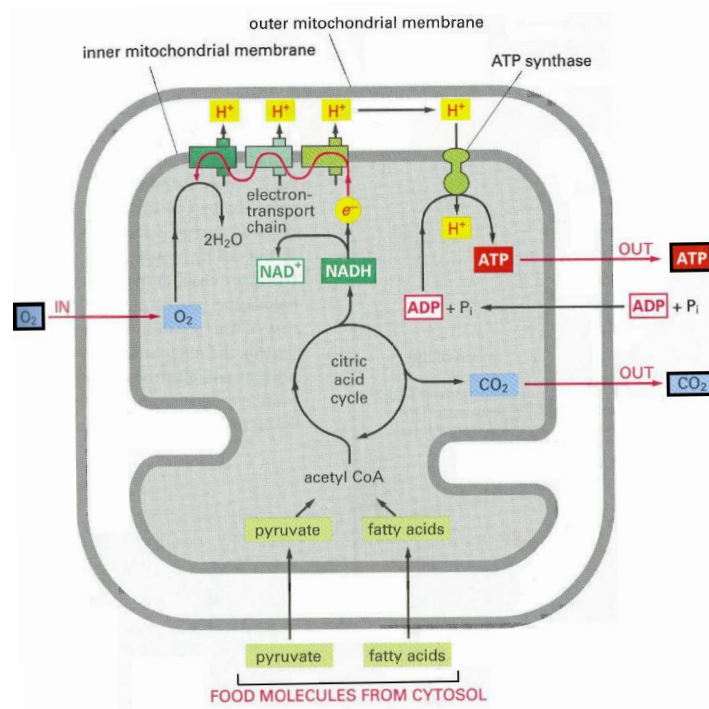 outer mitochondrial membrane
inner mitochondrial membrane
ATP synthase
H⁺
H⁺
H⁺
H⁺
electron-
transport
chain
e⁻
2H₂O
H⁺
NAD⁺
NADH
ATP
OUT
ATP
O₂
IN
O₂
ADP + Pᵢ
ADP + Pᵢ
citric
acid
cycle
CO₂
OUT
CO₂
acetyl CoA
pyruvate
fatty acids
pyruvate
fatty acids
FOOD MOLECULES FROM CYTOSOL